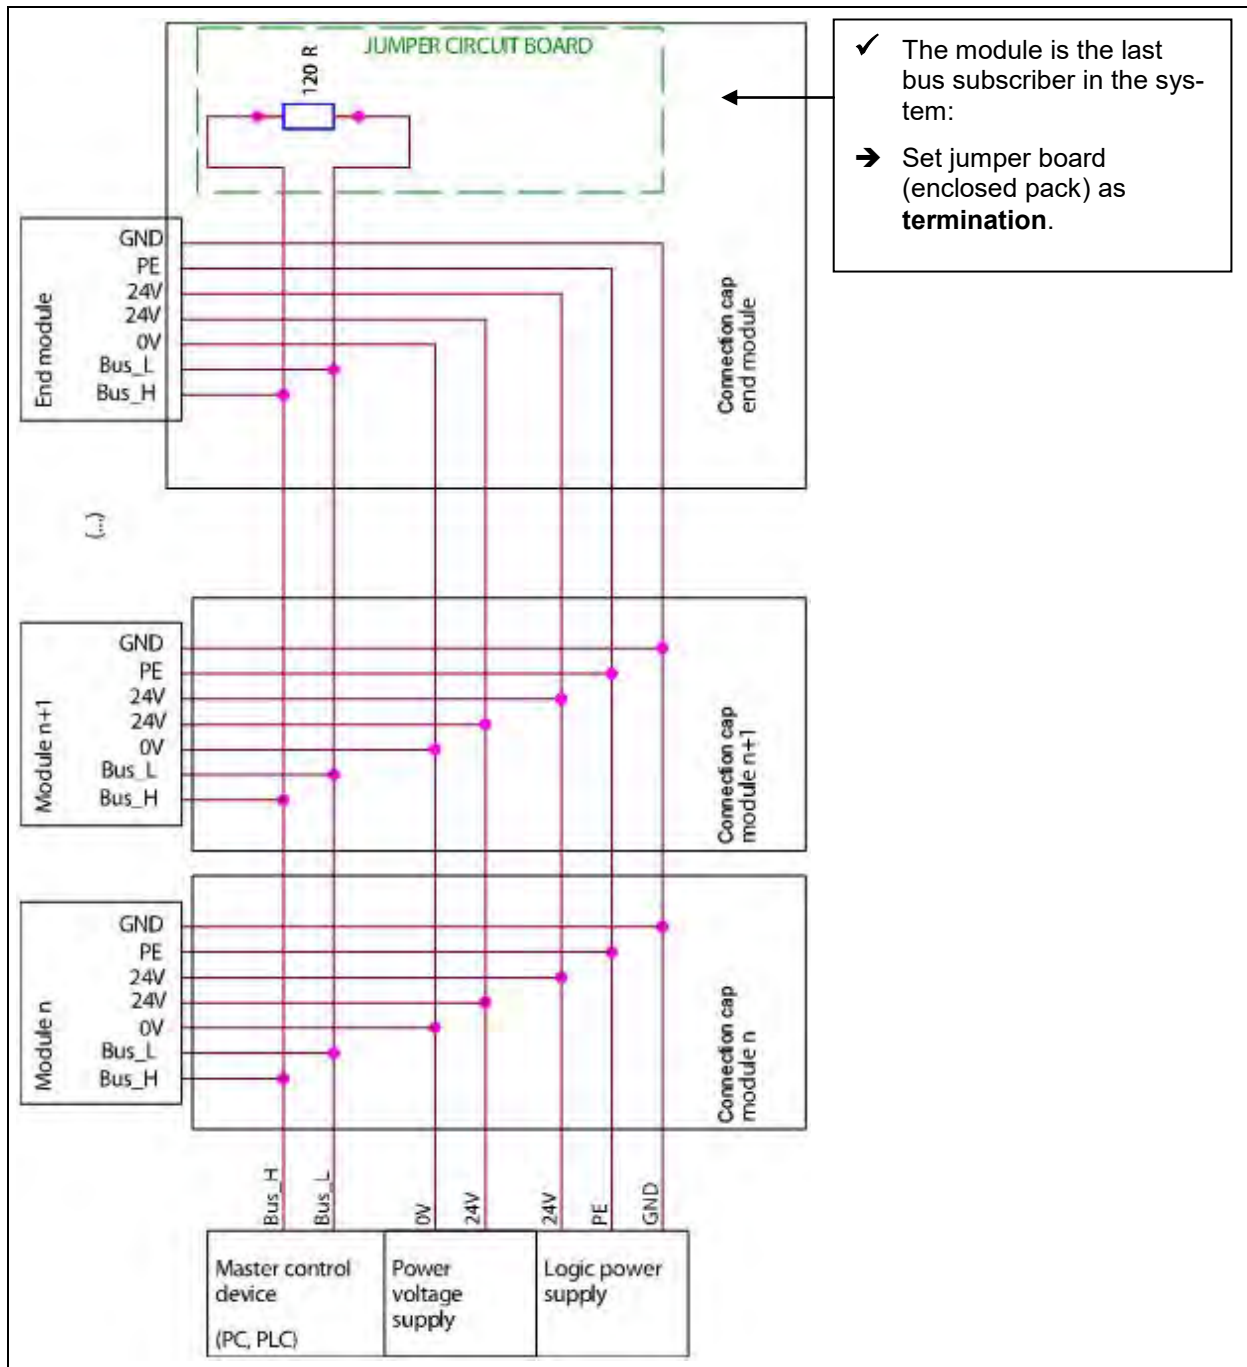 JUMPER CIRCUIT BOARD
120 R
✓ The module is the last
bus subscriber in the sys-
tem:
➔ Set jumper board
(enclosed pack) as
termination.
End module
GND
PE
24V
24V
0V
Bus_L
Bus_H
Connection cap
end module
(...)
Module n+1
GND
PE
24V
24V
0V
Bus_L
Bus_H
Connection cap
module n+1
Module n
GND
PE
24V
24V
0V
Bus_L
Bus_H
Connection cap
module n
Bus_H
Bus_L
0V
24V
24V
PE
GND
Master control
device
(PC, PLC)
Power
voltage
supply
Logic power
supply